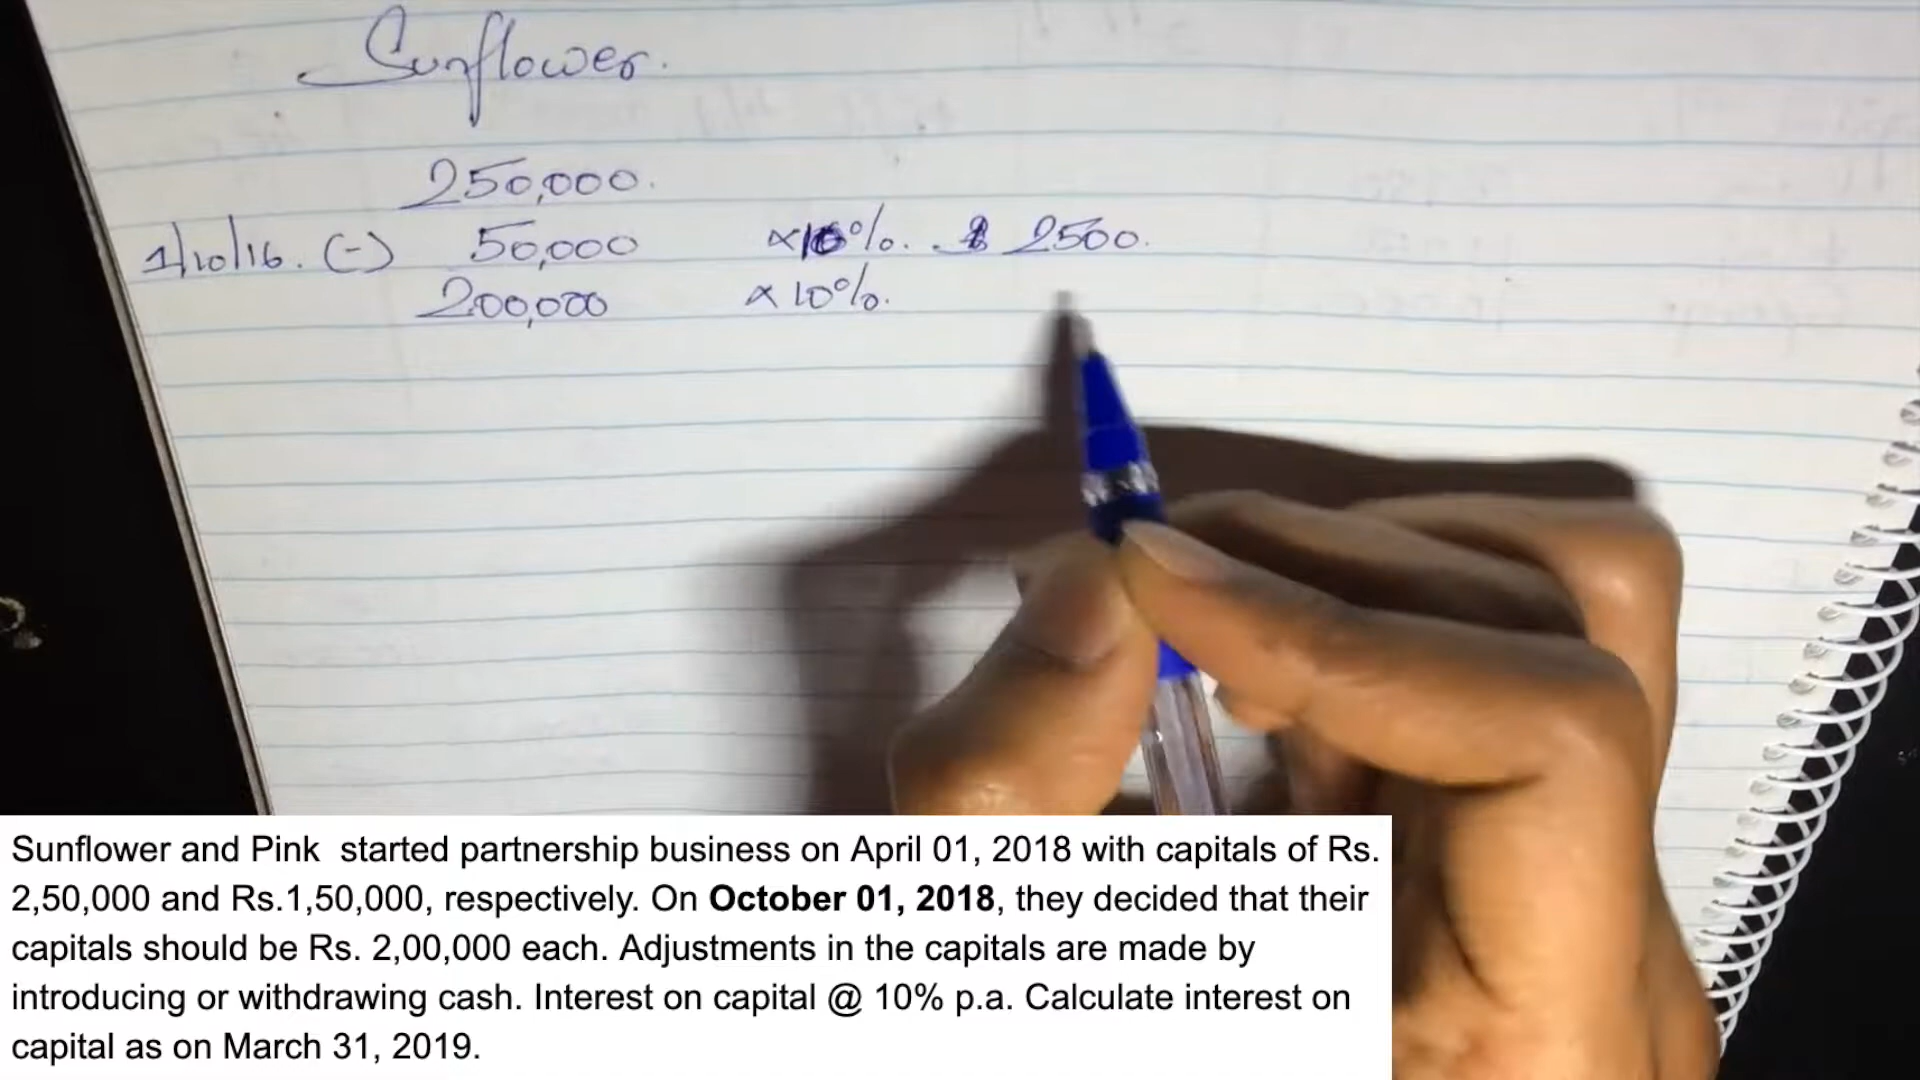 Sunflower.
250,000.
1/10/16. (-) 50,000 x10%. 2500.
200,000 x 10%.
Sunflower and Pink started partnership business on April 01, 2018 with capitals of Rs.
2,50,000 and Rs.1,50,000, respectively. On October 01, 2018, they decided that their
capitals should be Rs. 2,00,000 each. Adjustments in the capitals are made by
introducing or withdrawing cash. Interest on capital @ 10% p.a. Calculate interest on
capital as on March 31, 2019.